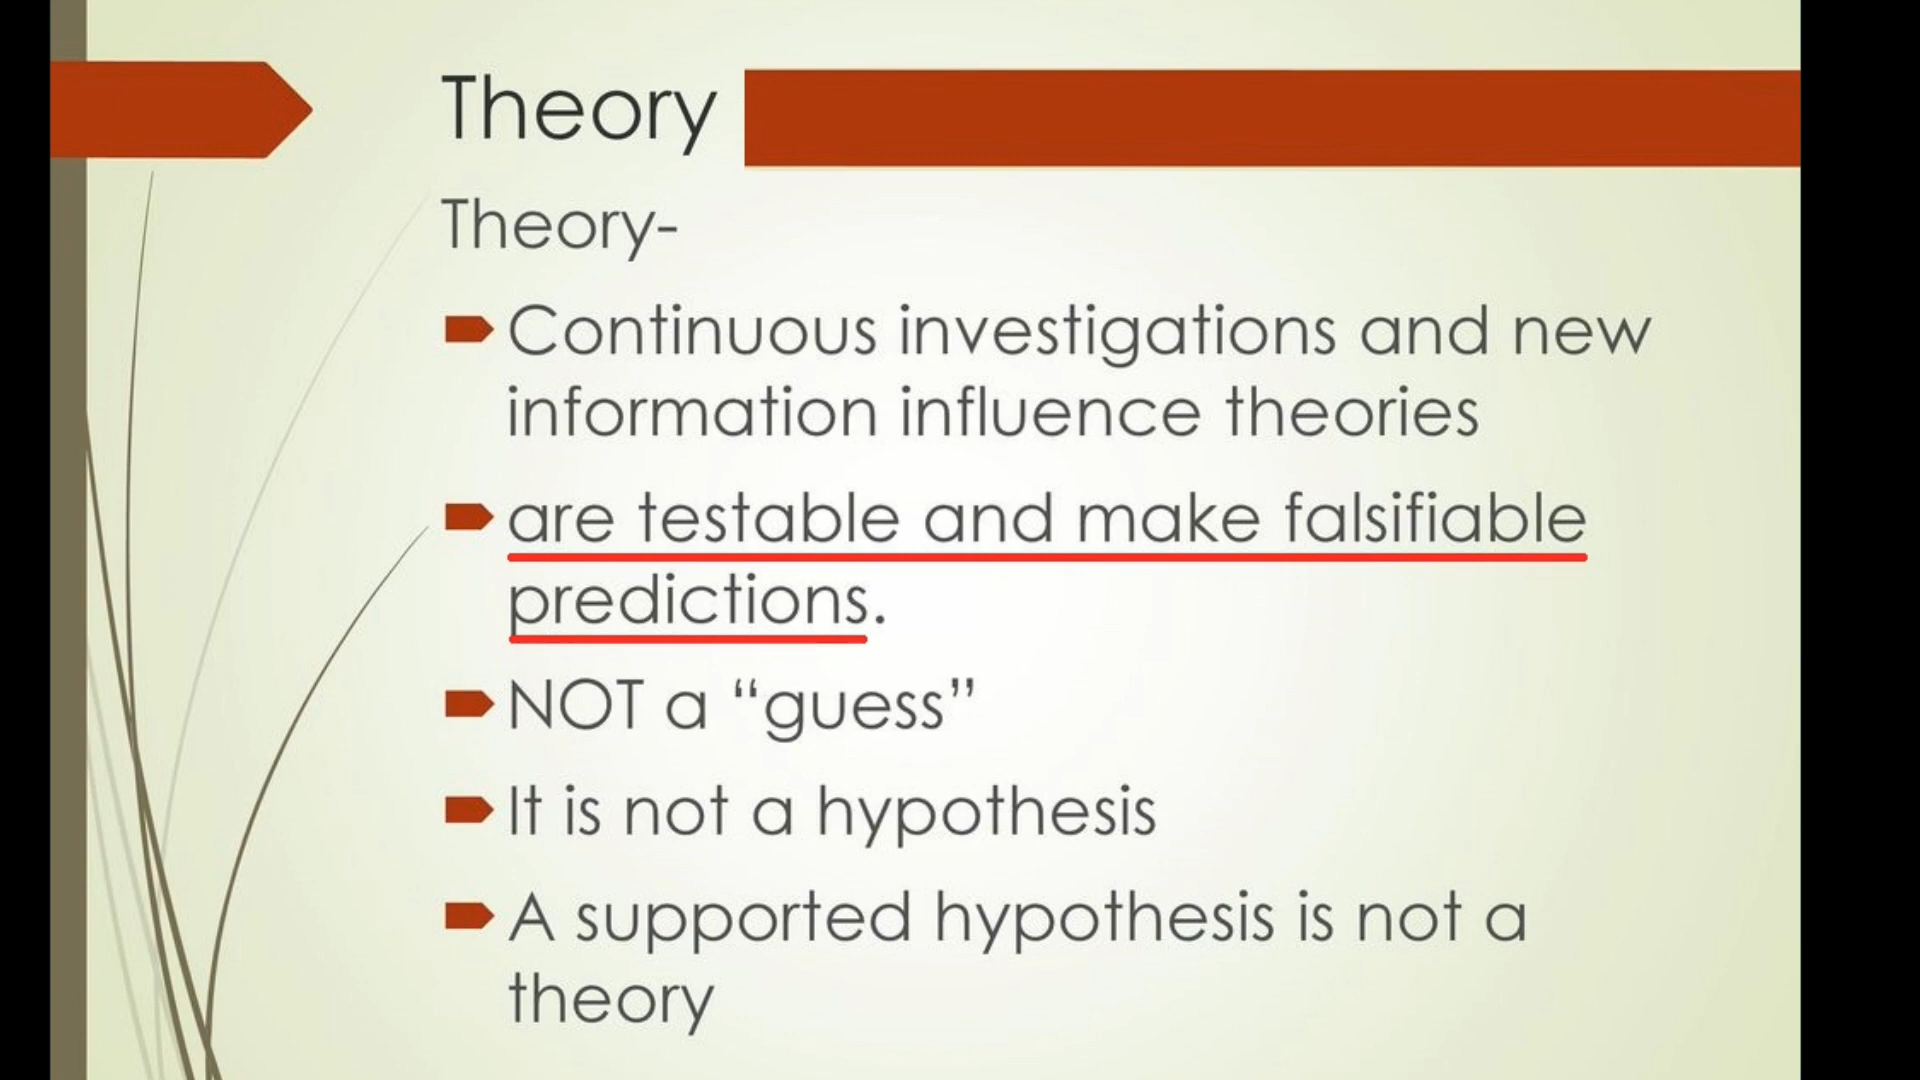 Theory
Theory-
Continuous investigations and new
information influence theories
are testable and make falsifiable
predictions.
NOT a “guess”
It is not a hypothesis
A supported hypothesis is not a
theory